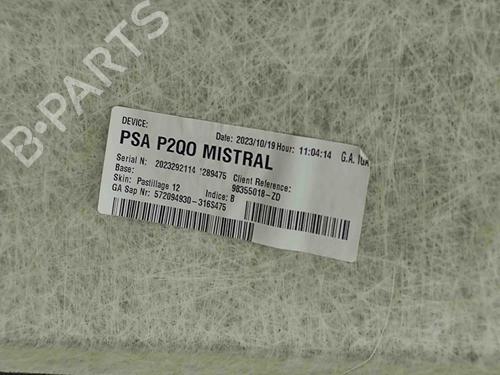 B-PARTS
DEVICE:
Date: 2023/10/19 Hour: 11:04:14 G.A.
PSA P2QO MISTRAL
Serial N: 2023292114 1289475 Client Reference:
Base: 98355018-ZD
Skin: Pastillage 12 Indice: B
GA Sap Nr: 572094930-316S475